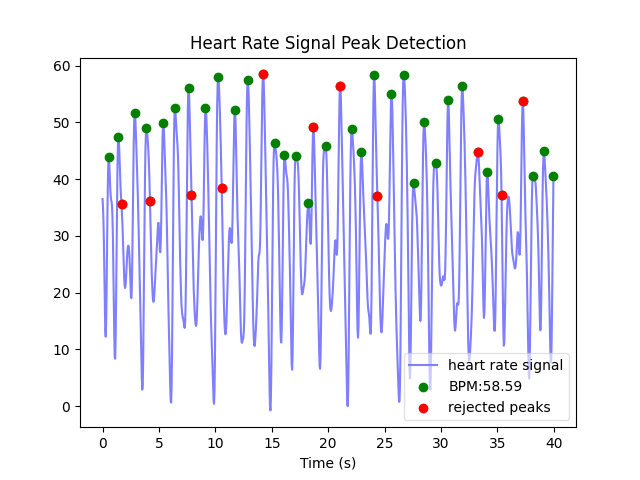 Heart Rate Signal Peak Detection
60
50
40
30
20
10
0
0 5 10 15 20 25 30 35 40
Time (s)
heart rate signal
BPM:58.59
rejected peaks